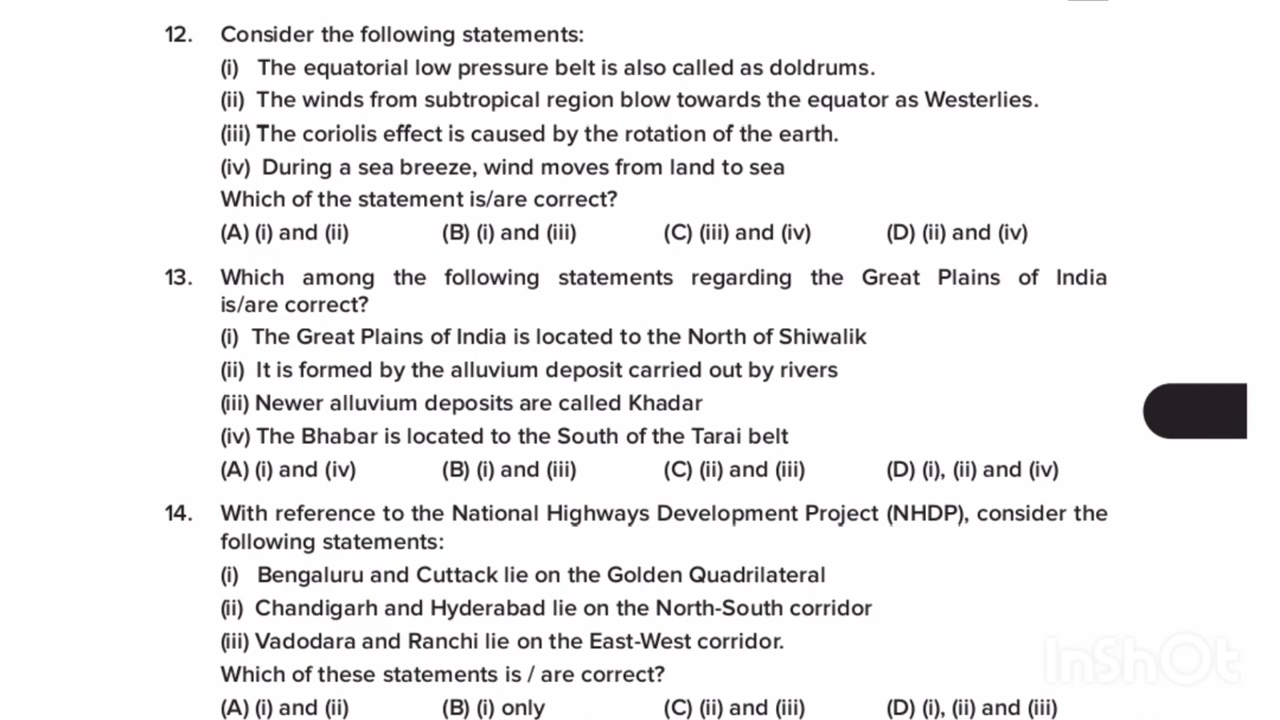 12. Consider the following statements:
(i) The equatorial low pressure belt is also called as doldrums.
(ii) The winds from subtropical region blow towards the equator as Westerlies.
(iii) The coriolis effect is caused by the rotation of the earth.
(iv) During a sea breeze, wind moves from land to sea
Which of the statement is/are correct?
(A) (i) and (ii) (B) (i) and (iii) (C) (iii) and (iv) (D) (ii) and (iv)
13. Which among the following statements regarding the Great Plains of India
is/are correct?
(i) The Great Plains of India is located to the North of Shiwalik
(ii) It is formed by the alluvium deposit carried out by rivers
(iii) Newer alluvium deposits are called Khadar
(iv) The Bhabar is located to the South of the Tarai belt
(A) (i) and (iv) (B) (i) and (iii) (C) (ii) and (iii) (D) (i), (ii) and (iv)
14. With reference to the National Highways Development Project (NHDP), consider the
following statements:
(i) Bengaluru and Cuttack lie on the Golden Quadrilateral
(ii) Chandigarh and Hyderabad lie on the North-South corridor
(iii) Vadodara and Ranchi lie on the East-West corridor.
Which of these statements is / are correct?
(A) (i) and (ii) (B) (i) only (C) (ii) and (iii) (D) (i), (ii) and (iii)
InShOt